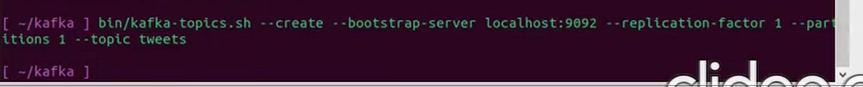 [ ~/kafka ] bin/kafka-topics.sh --create --bootstrap-server localhost:9092 --replication-factor 1 --part
itions 1 --topic tweets
[ ~/kafka ]